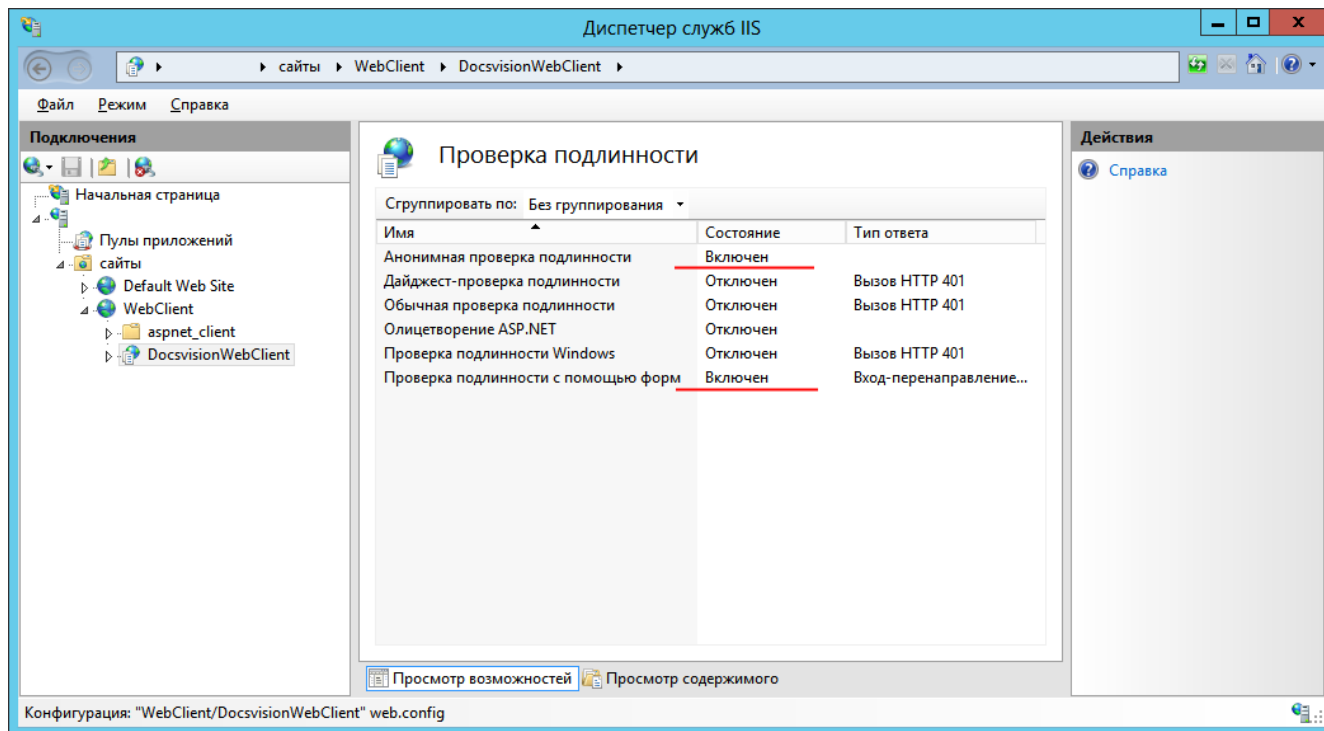 Диспетчер служб IIS
сайты WebClient DocsvisionWebClient
Файл Режим Справка
Подключения
Начальная страница
Пулы приложений
сайты
Default Web Site
WebClient
aspnet_client
DocsvisionWebClient
Проверка подлинности
Сгруппировать по: Без группирования
Имя Состояние Тип ответа
Анонимная проверка подлинности Включен
Дайджест-проверка подлинности Отключен Вызов HTTP 401
Обычная проверка подлинности Отключен Вызов HTTP 401
Олицетворение ASP.NET Отключен
Проверка подлинности Windows Отключен Вызов HTTP 401
Проверка подлинности с помощью форм Включен Вход-перенаправление...
Просмотр возможностей Просмотр содержимого
Действия
Справка
Конфигурация: "WebClient/DocsvisionWebClient" web.config